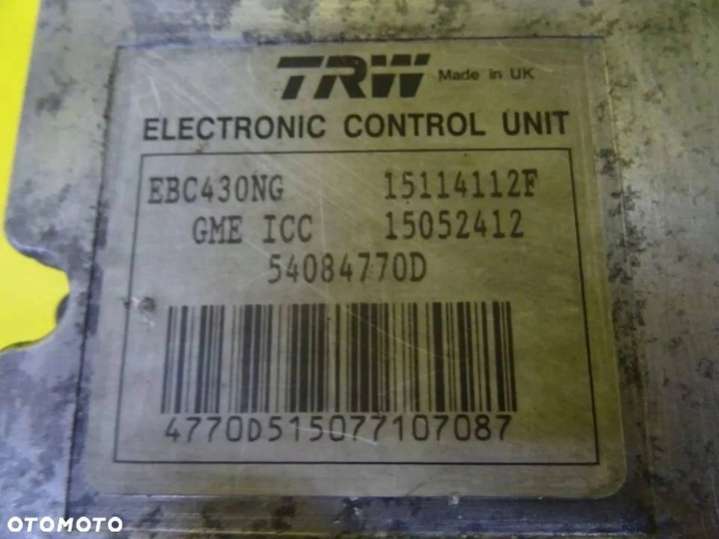 TRW Made in UK
ELECTRONIC CONTROL UNIT
EBC430NG 15114112F
GME ICC 15052412
54084770D
4770D515077107087
OTOMOTO